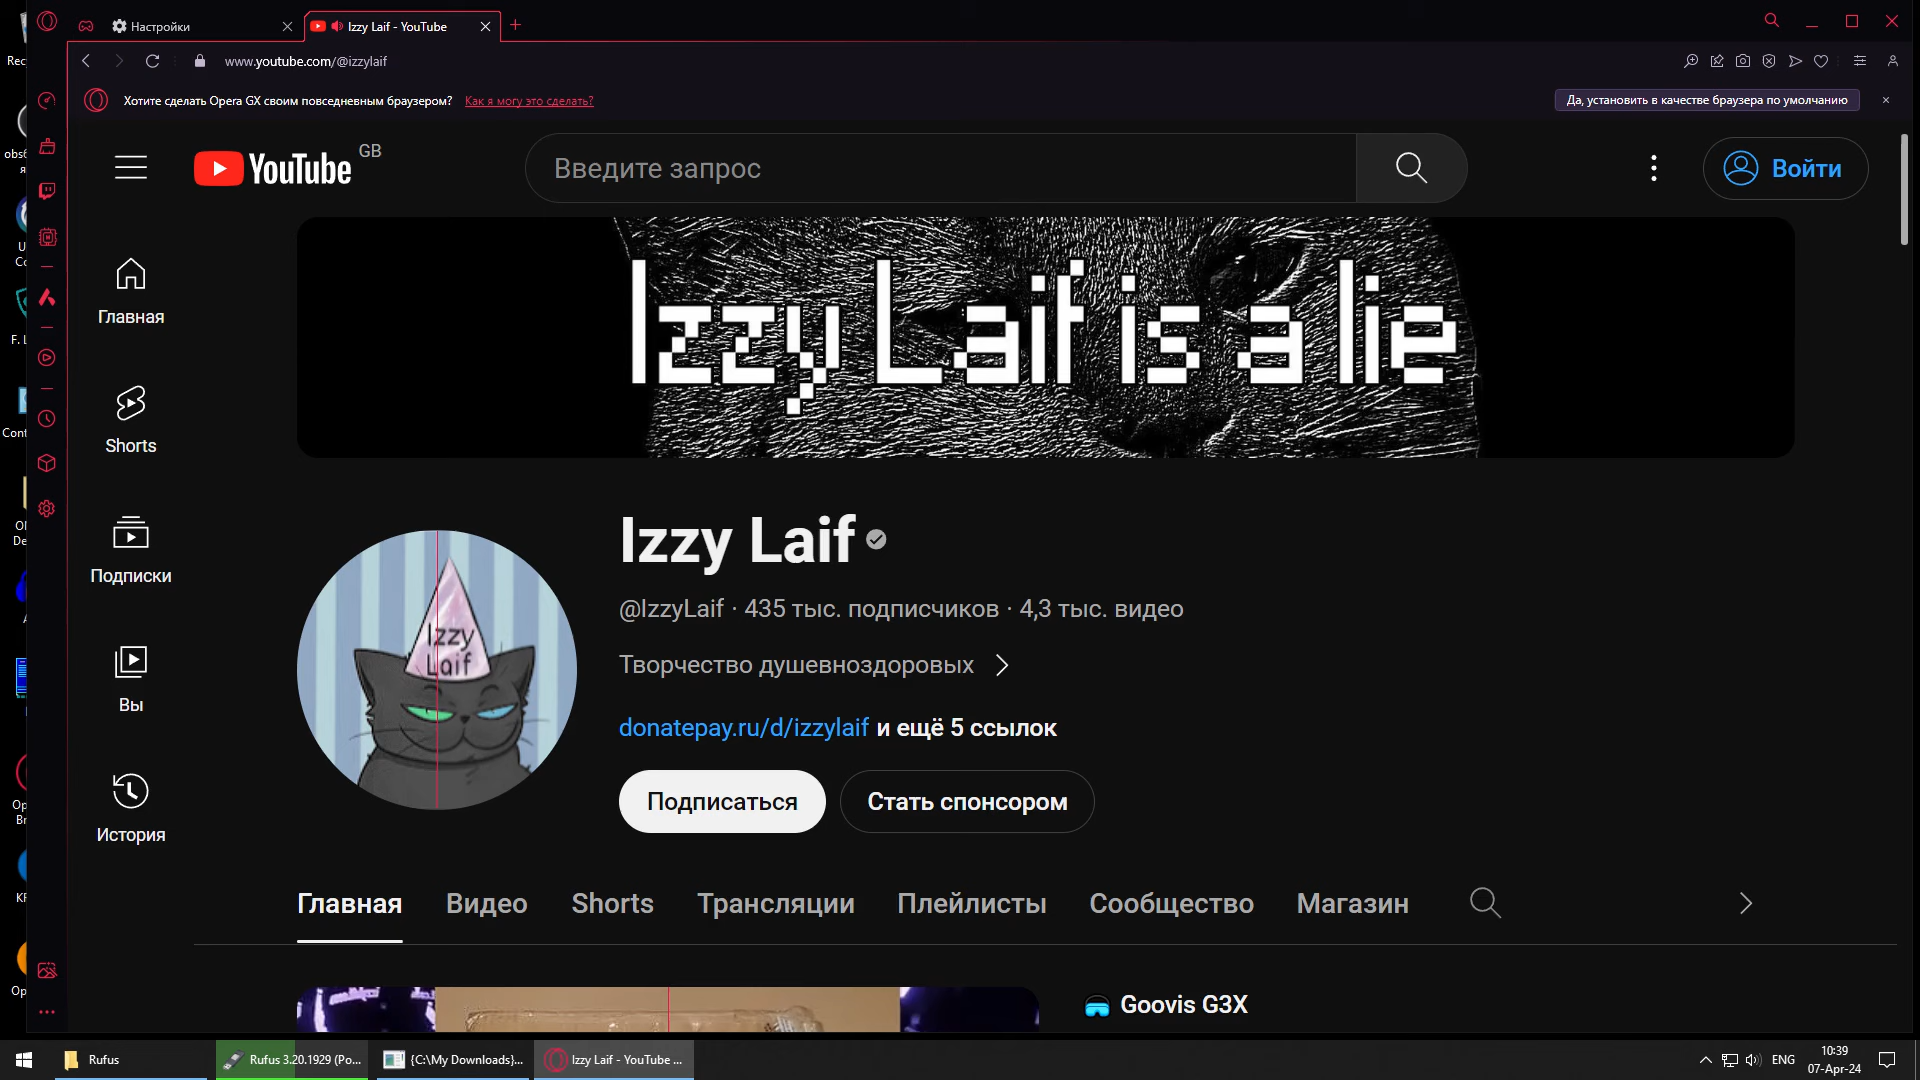 Настройки
Izzy Laif - YouTube
www.youtube.com/@izzylaif
Хотите сделать Opera GX своим повседневным браузером?
Как я могу это сделать?
Да, установить в качестве браузера по умолчанию
YouTube
GB
Введите запрос
Войти
Главная
Shorts
Подписки
Вы
История
Izzy Laif is a lie
Izzy
Laif
Izzy Laif
@IzzyLaif · 435 тыс. подписчиков · 4,3 тыс. видео
Творчество душевноздоровых
donatepay.ru/d/izzylaif и ещё 5 ссылок
Подписаться
Стать спонсором
Главная
Видео
Shorts
Трансляции
Плейлисты
Сообщество
Магазин
Goovis G3X
Rufus
Rufus 3.20.1929 (Po...
{C:\My Downloads}...
Izzy Laif - YouTube ...
ENG
10:39
07-Apr-24